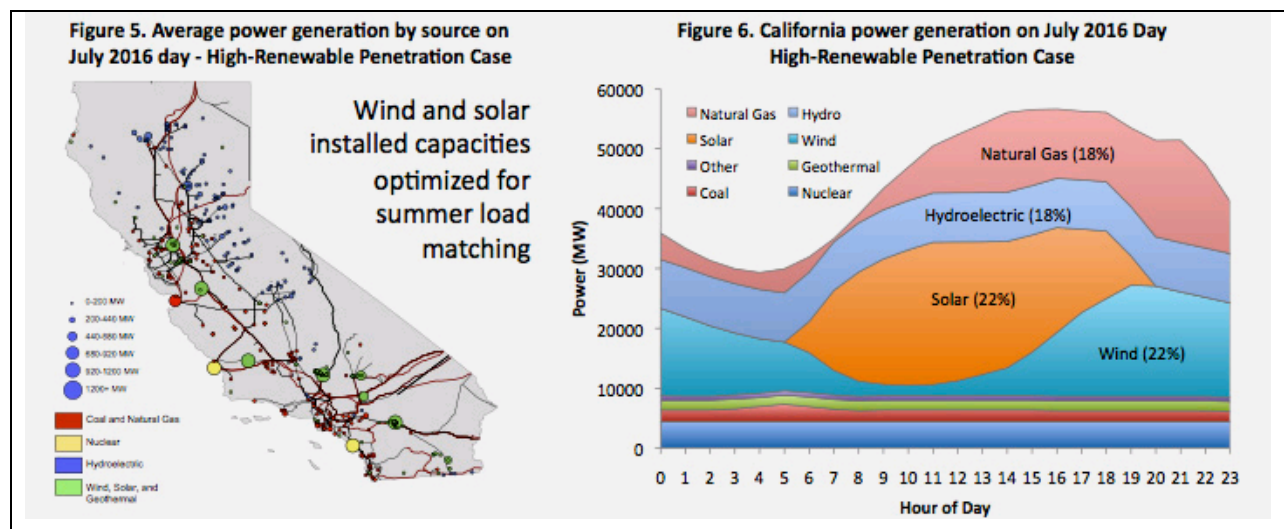 Figure 5. Average power generation by source on
July 2016 day - High-Renewable Penetration Case
Wind and solar
installed capacities
optimized for
summer load
matching
0-200 MW
200-440 MW
440-680 MW
680-920 MW
920-1200 MW
1200+ MW
Coal and Natural Gas
Nuclear
Hydroelectric
Wind, Solar, and
Geothermal
Figure 6. California power generation on July 2016 Day
High-Renewable Penetration Case
Power (MW)
60000
50000
40000
30000
20000
10000
0
Natural Gas Hydro
Solar Wind
Other Geothermal
Coal Nuclear
Natural Gas (18%)
Hydroelectric (18%)
Solar (22%)
Wind (22%)
0 1 2 3 4 5 6 7 8 9 10 11 12 13 14 15 16 17 18 19 20 21 22 23
Hour of Day